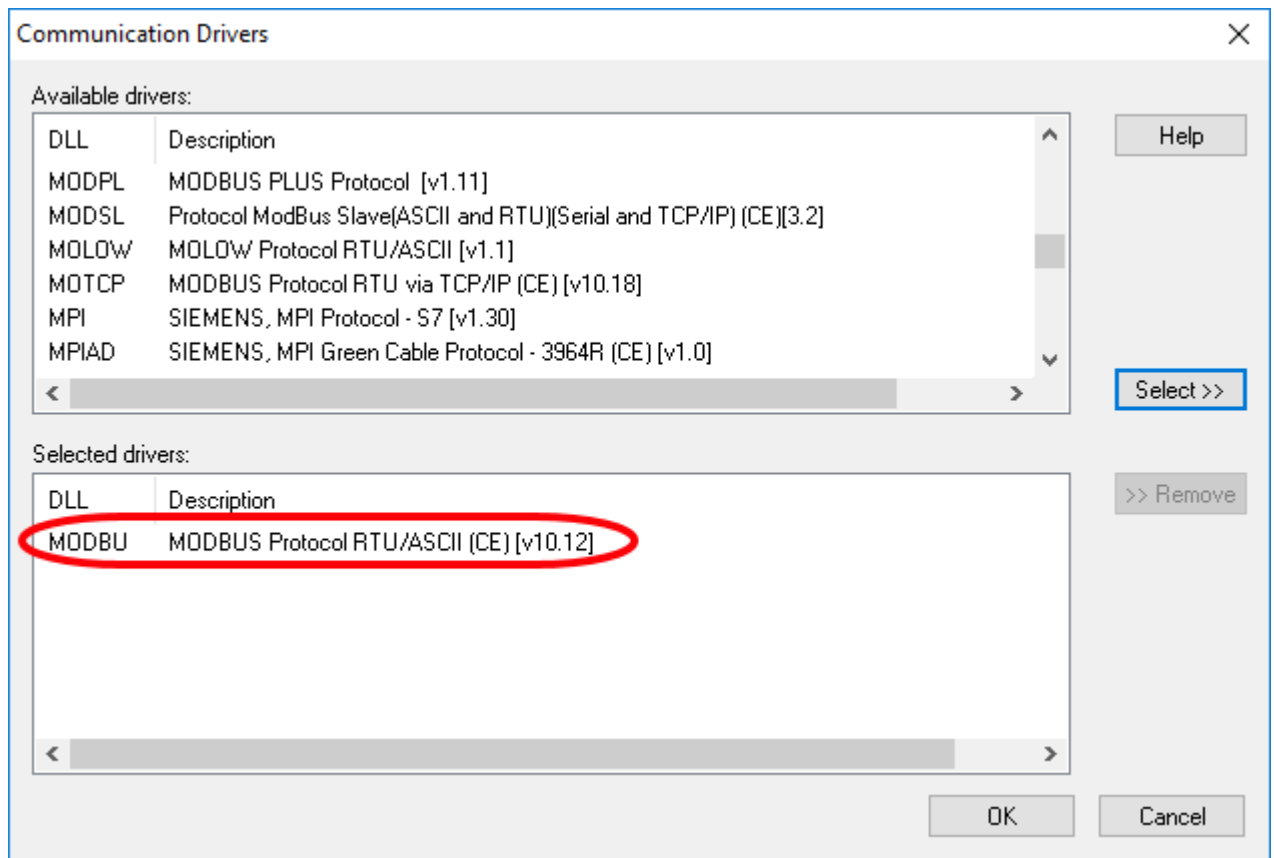 Communication Drivers
Available drivers:
DLL Description
MODPL MODBUS PLUS Protocol [v1.11]
MODSL Protocol ModBus Slave(ASCII and RTU)(Serial and TCP/IP) (CE)[3.2]
MOLOW MOLOW Protocol RTU/ASCII [v1.1]
MOTCP MODBUS Protocol RTU via TCP/IP (CE) [v10.18]
MPI SIEMENS, MPI Protocol - S7 [v1.30]
MPIAD SIEMENS, MPI Green Cable Protocol - 3964R (CE) [v1.0]
Help
Select >>
Selected drivers:
DLL Description
MODBU MODBUS Protocol RTU/ASCII (CE) [v10.12]
>> Remove
OK Cancel